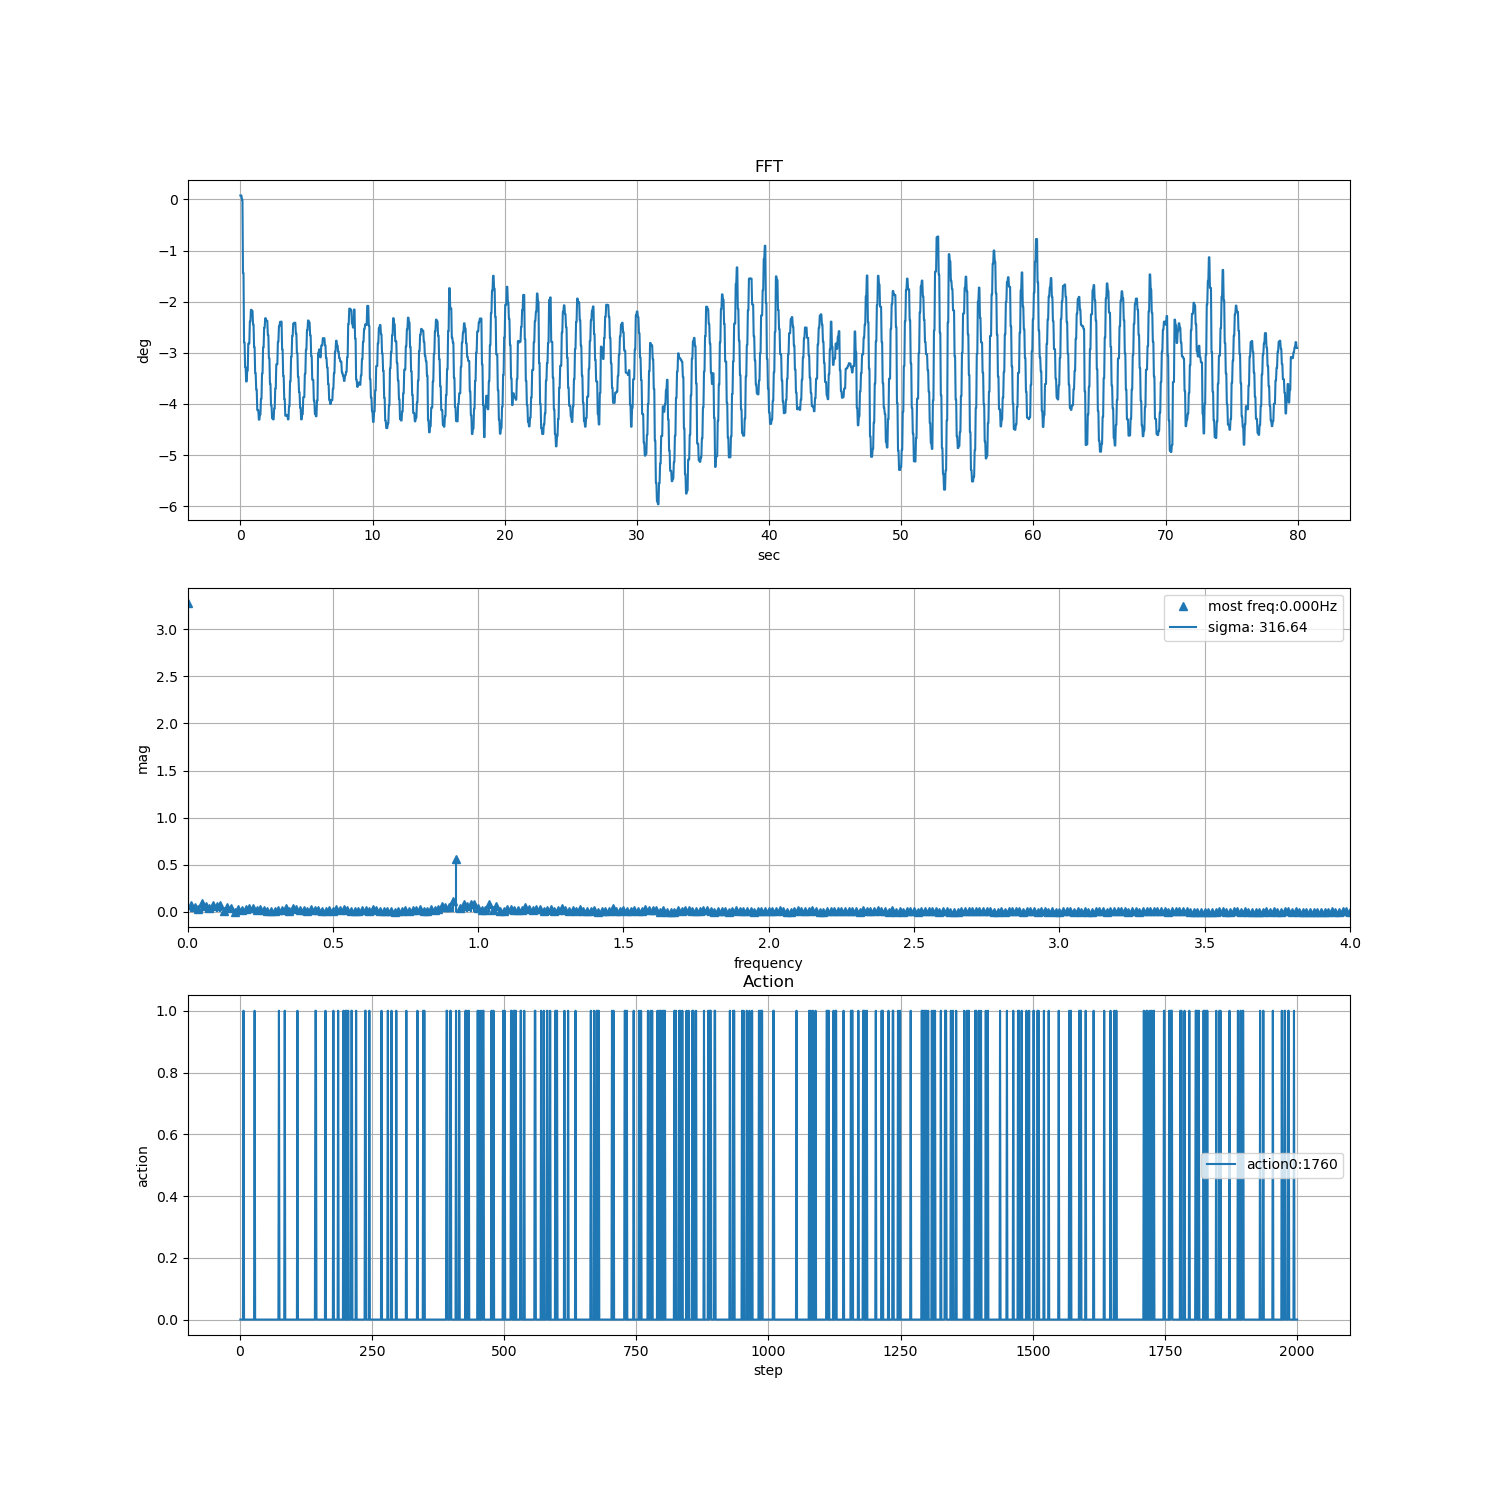 FFT
0
−1
−2
−3
−4
−5
−6
deg
0 10 20 30 40 50 60 70 80
sec
most freq:0.000Hz
sigma: 316.64
3.0
2.5
2.0
1.5
1.0
0.5
0.0
mag
0.0 0.5 1.0 1.5 2.0 2.5 3.0 3.5 4.0
frequency
Action
1.0
0.8
0.6
0.4
0.2
0.0
action
action0:1760
0 250 500 750 1000 1250 1500 1750 2000
step